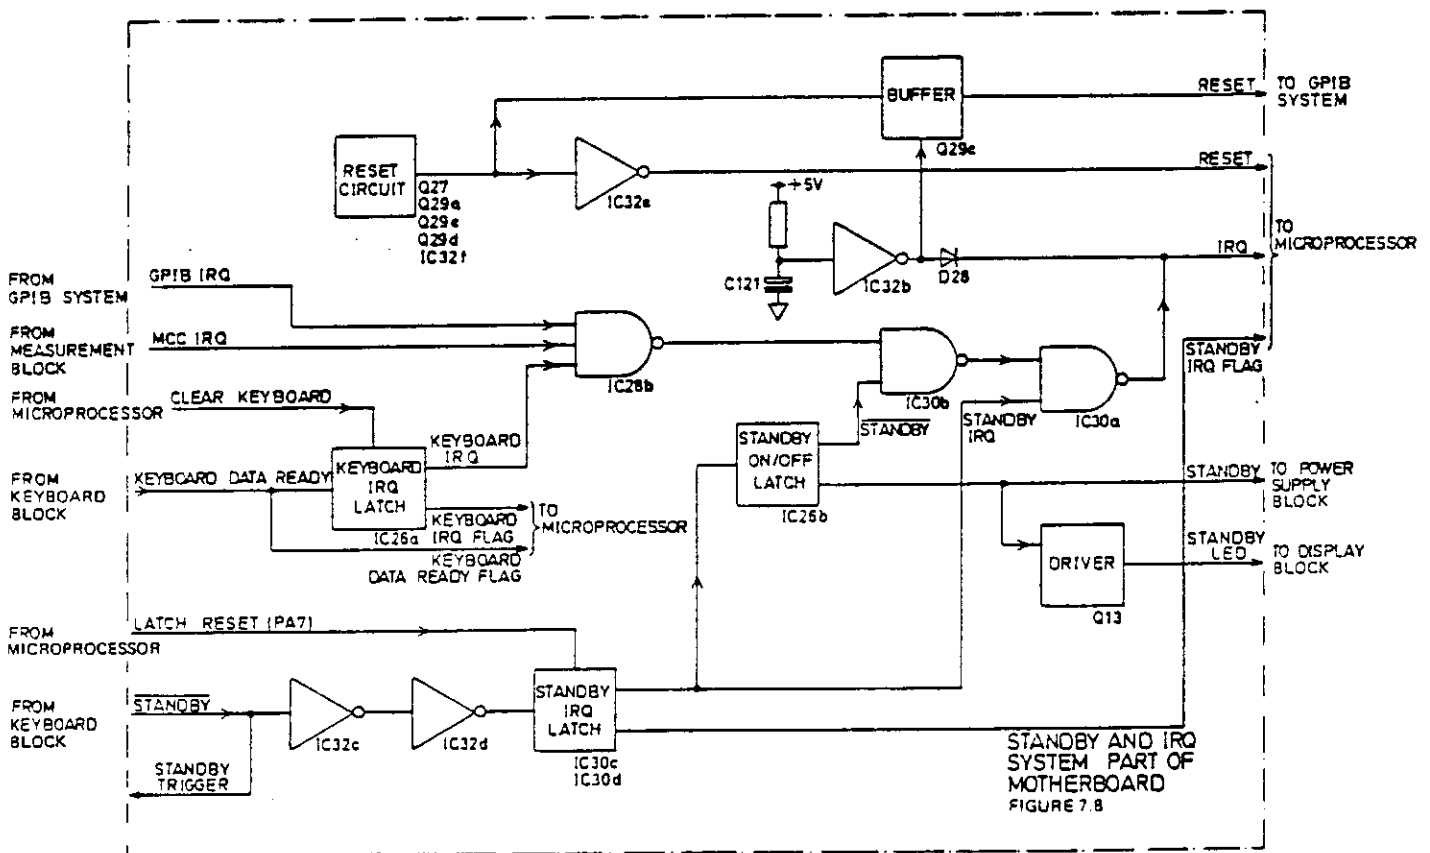 BUFFER
Q29c
RESET
TO GPIB
SYSTEM
RESET
CIRCUIT
Q27
Q29a
Q29e
Q29d
IC32f
IC32e
RESET
+5V
C121
IC32b
D28
IRQ
TO
MICROPROCESSOR
FROM
GPIB SYSTEM
GPIB IRQ
FROM
MEASUREMENT
BLOCK
MCC IRQ
IC28b
IC30b
IC30a
STANDBY
IRQ FLAG
FROM
MICROPROCESSOR
CLEAR KEYBOARD
KEYBOARD
IRQ
STANDBY
STANDBY
IRQ
STANDBY
ON/OFF
LATCH
IC26b
FROM
KEYBOARD
BLOCK
KEYBOARD DATA READY
KEYBOARD
IRQ
LATCH
IC26a
KEYBOARD
IRQ FLAG
KEYBOARD
DATA READY FLAG
TO
MICROPROCESSOR
STANDBY
TO POWER
SUPPLY
BLOCK
DRIVER
Q13
STANDBY
LED
TO DISPLAY
BLOCK
FROM
MICROPROCESSOR
LATCH RESET (PA7)
FROM
KEYBOARD
BLOCK
STANDBY
IC32c
IC32d
STANDBY
IRQ
LATCH
IC30c
IC30d
STANDBY
TRIGGER
STANDBY AND IRQ
SYSTEM PART OF
MOTHERBOARD
FIGURE 7.8